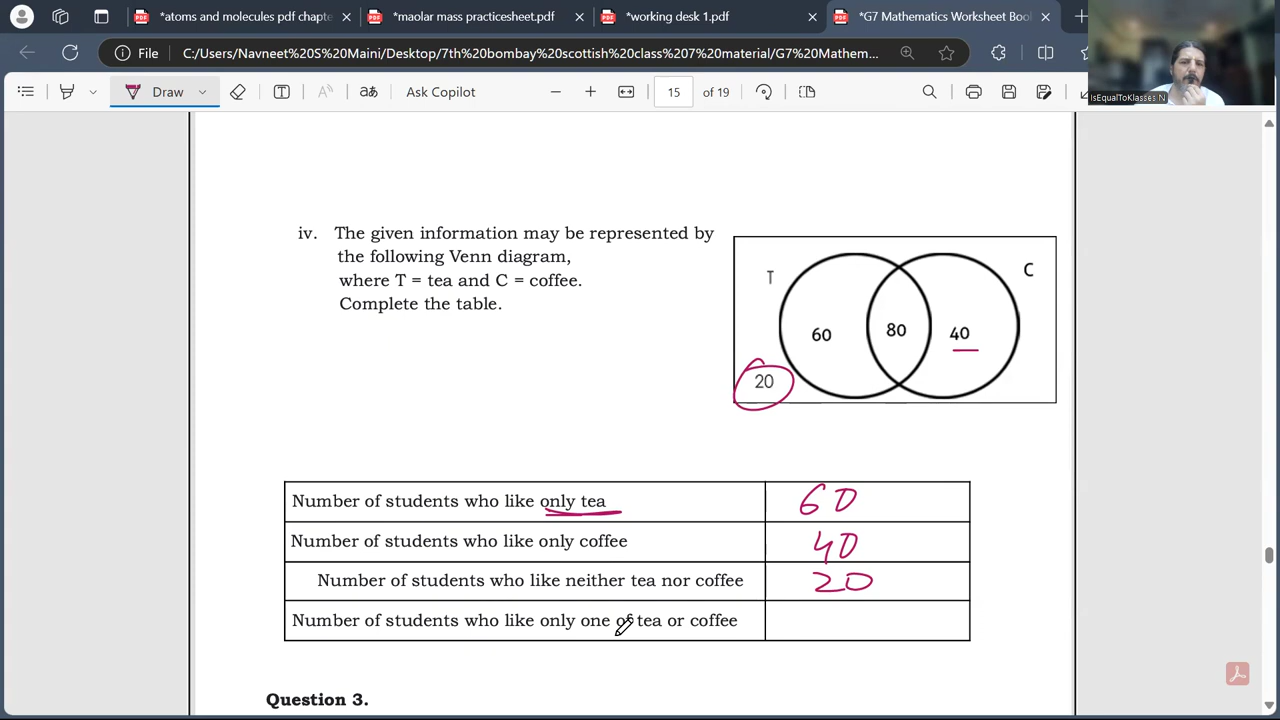 *atoms and molecules pdf chapte
*maolar mass practicesheet.pdf
*working desk 1.pdf
*G7 Mathematics Worksheet Boo
File
C:/Users/Navneet%20S%20Maini/Desktop/7th%20bombay%20scottish%20class%207%20material/G7%20Mathem...
IsEqualToKlasses N
Draw
Ask Copilot
15 of 19
iv. The given information may be represented by
the following Venn diagram,
where T = tea and C = coffee.
Complete the table.
T
C
60
80
40
20
Number of students who like only tea 60
Number of students who like only coffee 40
Number of students who like neither tea nor coffee 20
Number of students who like only one of tea or coffee
Question 3.